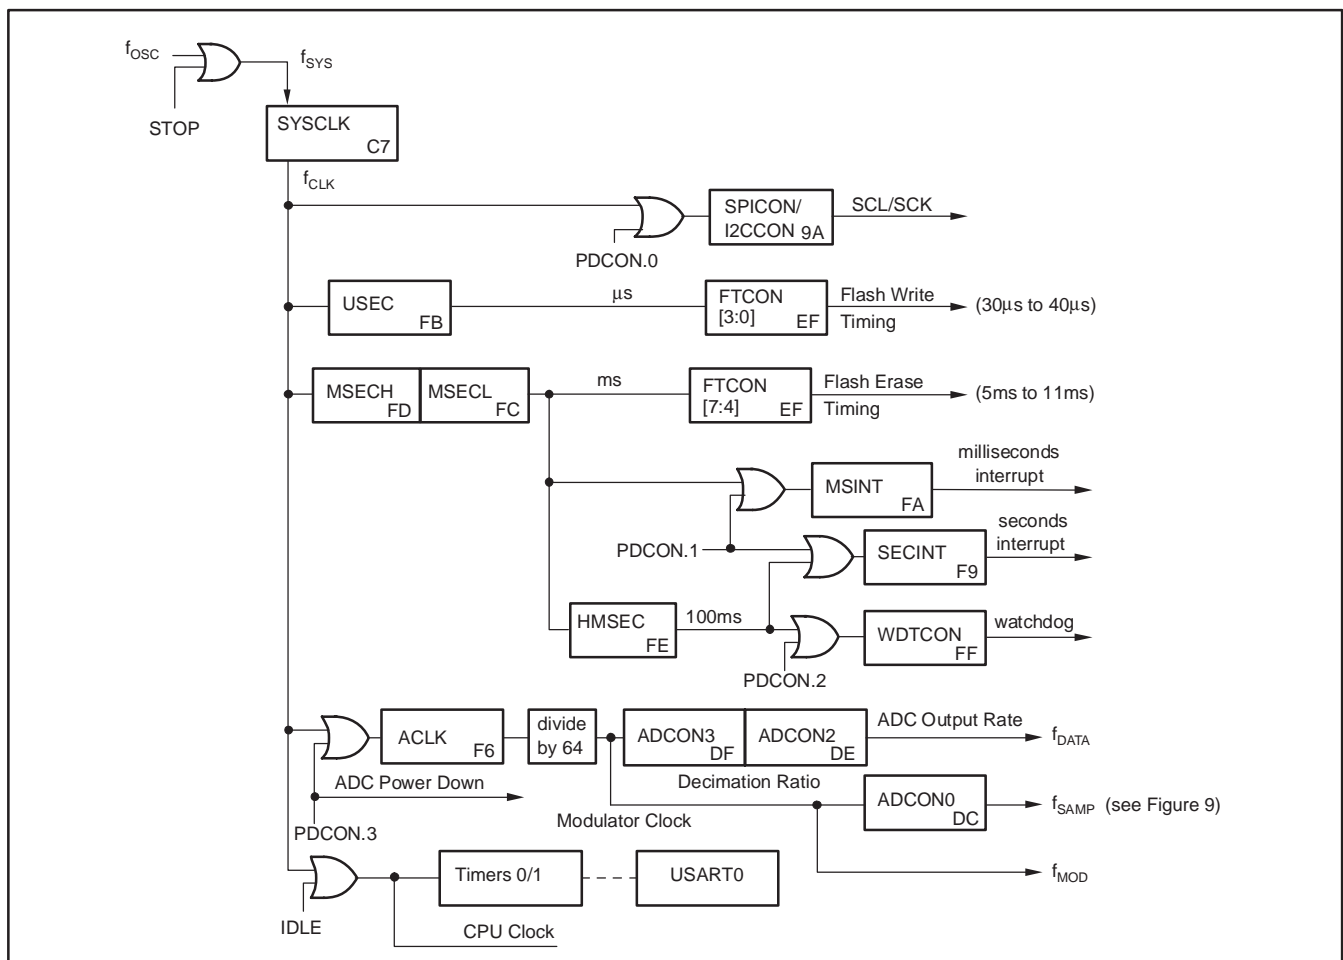 fOSC
fSYS
STOP
SYSCLK
C7
fCLK
SPICON/
I2CCON 9A
SCL/SCK
PDCON.0
USEC
FB
μs
FTCON
[3:0]
EF
Flash Write
Timing
(30μs to 40μs)
MSECH
FD
MSECL
FC
ms
FTCON
[7:4]
EF
Flash Erase
Timing
(5ms to 11ms)
MSINT
FA
milliseconds
interrupt
PDCON.1
SECINT
F9
seconds
interrupt
HMSEC
FE
100ms
WDTCON
FF
watchdog
PDCON.2
ACLK
F6
divide
by 64
ADCON3
DF
ADCON2
DE
ADC Output Rate
fDATA
ADC Power Down
Decimation Ratio
PDCON.3
Modulator Clock
ADCON0
DC
fSAMP (see Figure 9)
Timers 0/1
USART0
fMOD
IDLE
CPU Clock